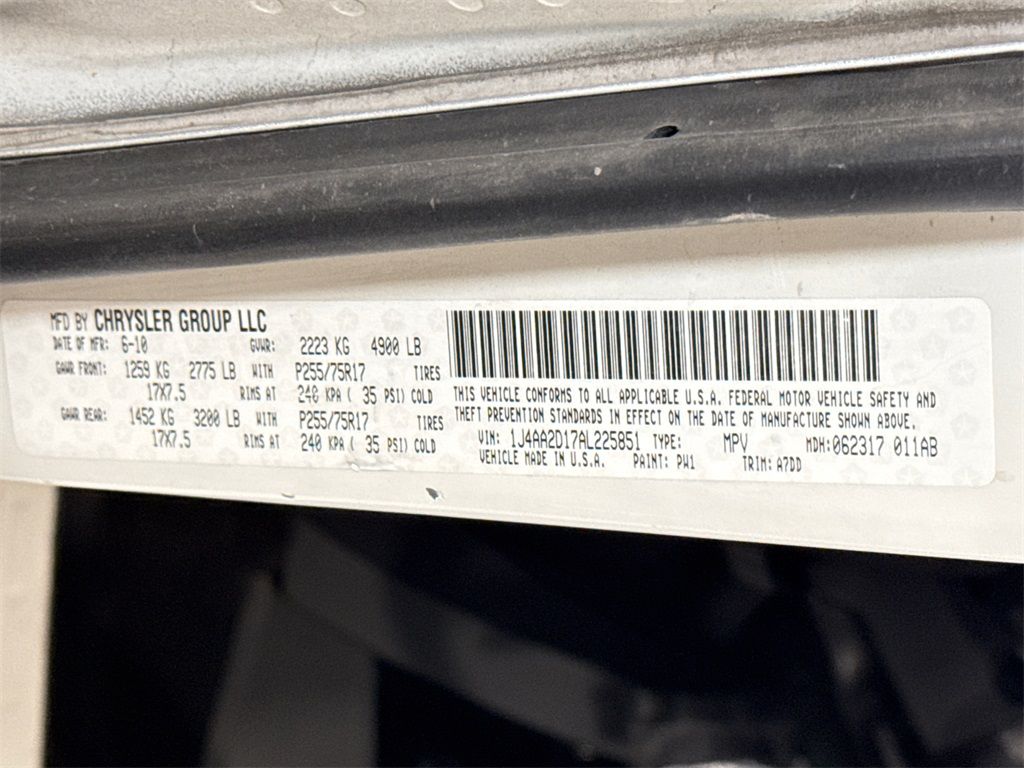 MFD BY CHRYSLER GROUP LLC
DATE OF MFR: 6-10 GVWR: 2223 KG 4900 LB
GAWR FRONT: 1259 KG 2775 LB WITH P255/75R17 TIRES
17X7.5 RIMS AT 240 KPA ( 35 PSI) COLD
GAWR REAR: 1452 KG 3200 LB WITH P255/75R17 TIRES
17X7.5 RIMS AT 240 KPA ( 35 PSI) COLD
THIS VEHICLE CONFORMS TO ALL APPLICABLE U.S.A. FEDERAL MOTOR VEHICLE SAFETY AND
THEFT PREVENTION STANDARDS IN EFFECT ON THE DATE OF MANUFACTURE SHOWN ABOVE.
VIN: 1J4AA2D17AL225851 TYPE: MPV MDH: 062317 011AB
VEHICLE MADE IN U.S.A. PAINT: PW1 TRIM: A7DD